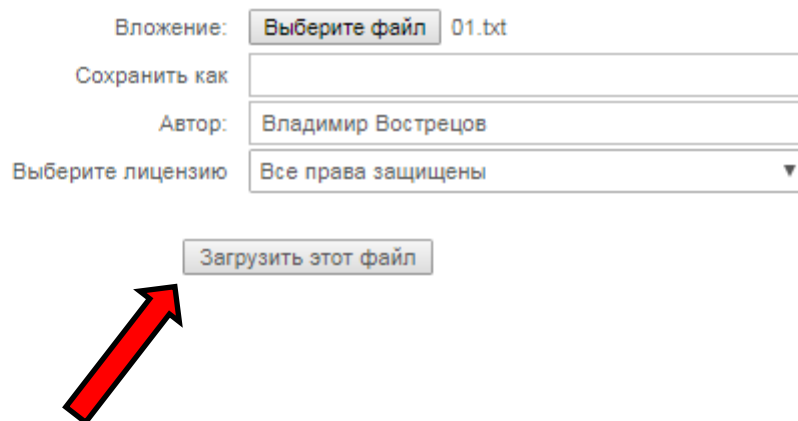 Вложение: Выберите файл 01.txt
Сохранить как
Автор: Владимир Вострецов
Выберите лицензию Все права защищены
Загрузить этот файл